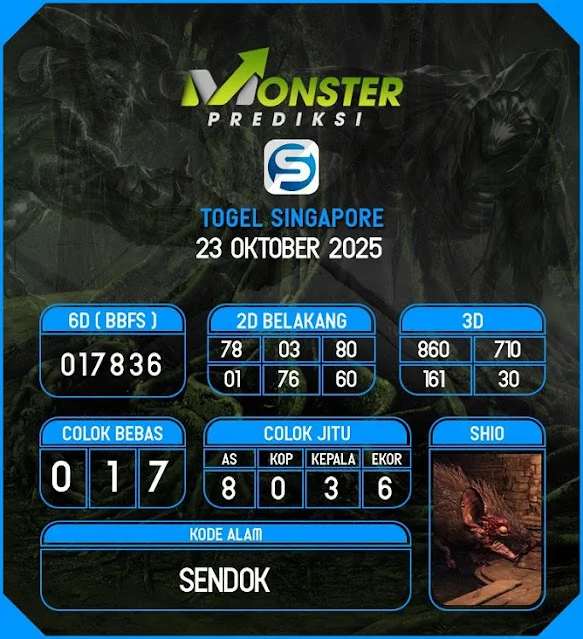 MONSTER
PREDIKSI
S
TOGEL SINGAPORE
23 OKTOBER 2025
6D ( BBFS )
017836
2D BELAKANG
78 03 80
01 76 60
3D
860 710
161 30
COLOK BEBAS
0 1 7
COLOK JITU
AS KOP KEPALA EKOR
8 0 3 6
SHIO
KODE ALAM
SENDOK